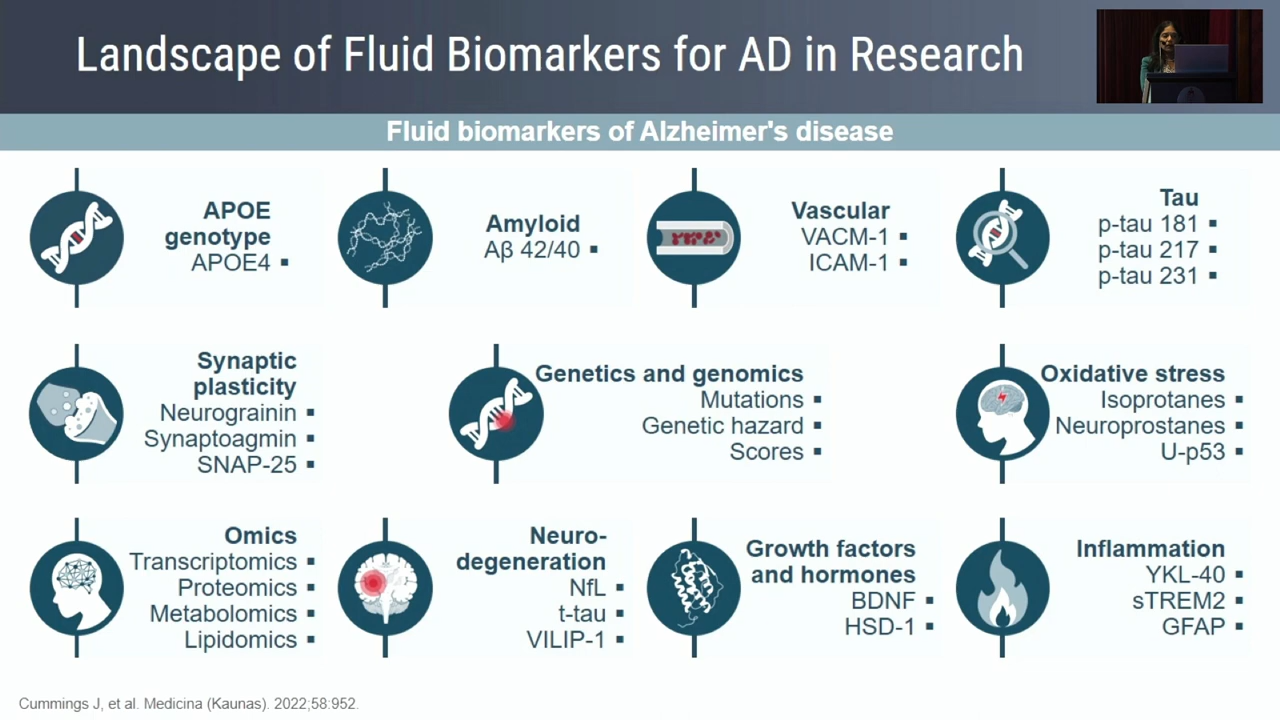 Landscape of Fluid Biomarkers for AD in Research
Fluid biomarkers of Alzheimer's disease
APOE
genotype
APOE4 ▪
Amyloid
Aβ 42/40 ▪
Vascular
VACM-1 ▪
ICAM-1 ▪
Tau
p-tau 181 ▪
p-tau 217 ▪
p-tau 231 ▪
Synaptic
plasticity
Neurograinin ▪
Synaptoagmin ▪
SNAP-25 ▪
Genetics and genomics
Mutations ▪
Genetic hazard ▪
Scores ▪
Oxidative stress
Isoprotanes ▪
Neuroprostanes ▪
U-p53 ▪
Omics
Transcriptomics ▪
Proteomics ▪
Metabolomics ▪
Lipidomics ▪
Neuro-
degeneration
NfL ▪
t-tau ▪
VILIP-1 ▪
Growth factors
and hormones
BDNF ▪
HSD-1 ▪
Inflammation
YKL-40 ▪
sTREM2 ▪
GFAP ▪
Cummings J, et al. Medicina (Kaunas). 2022;58:952.